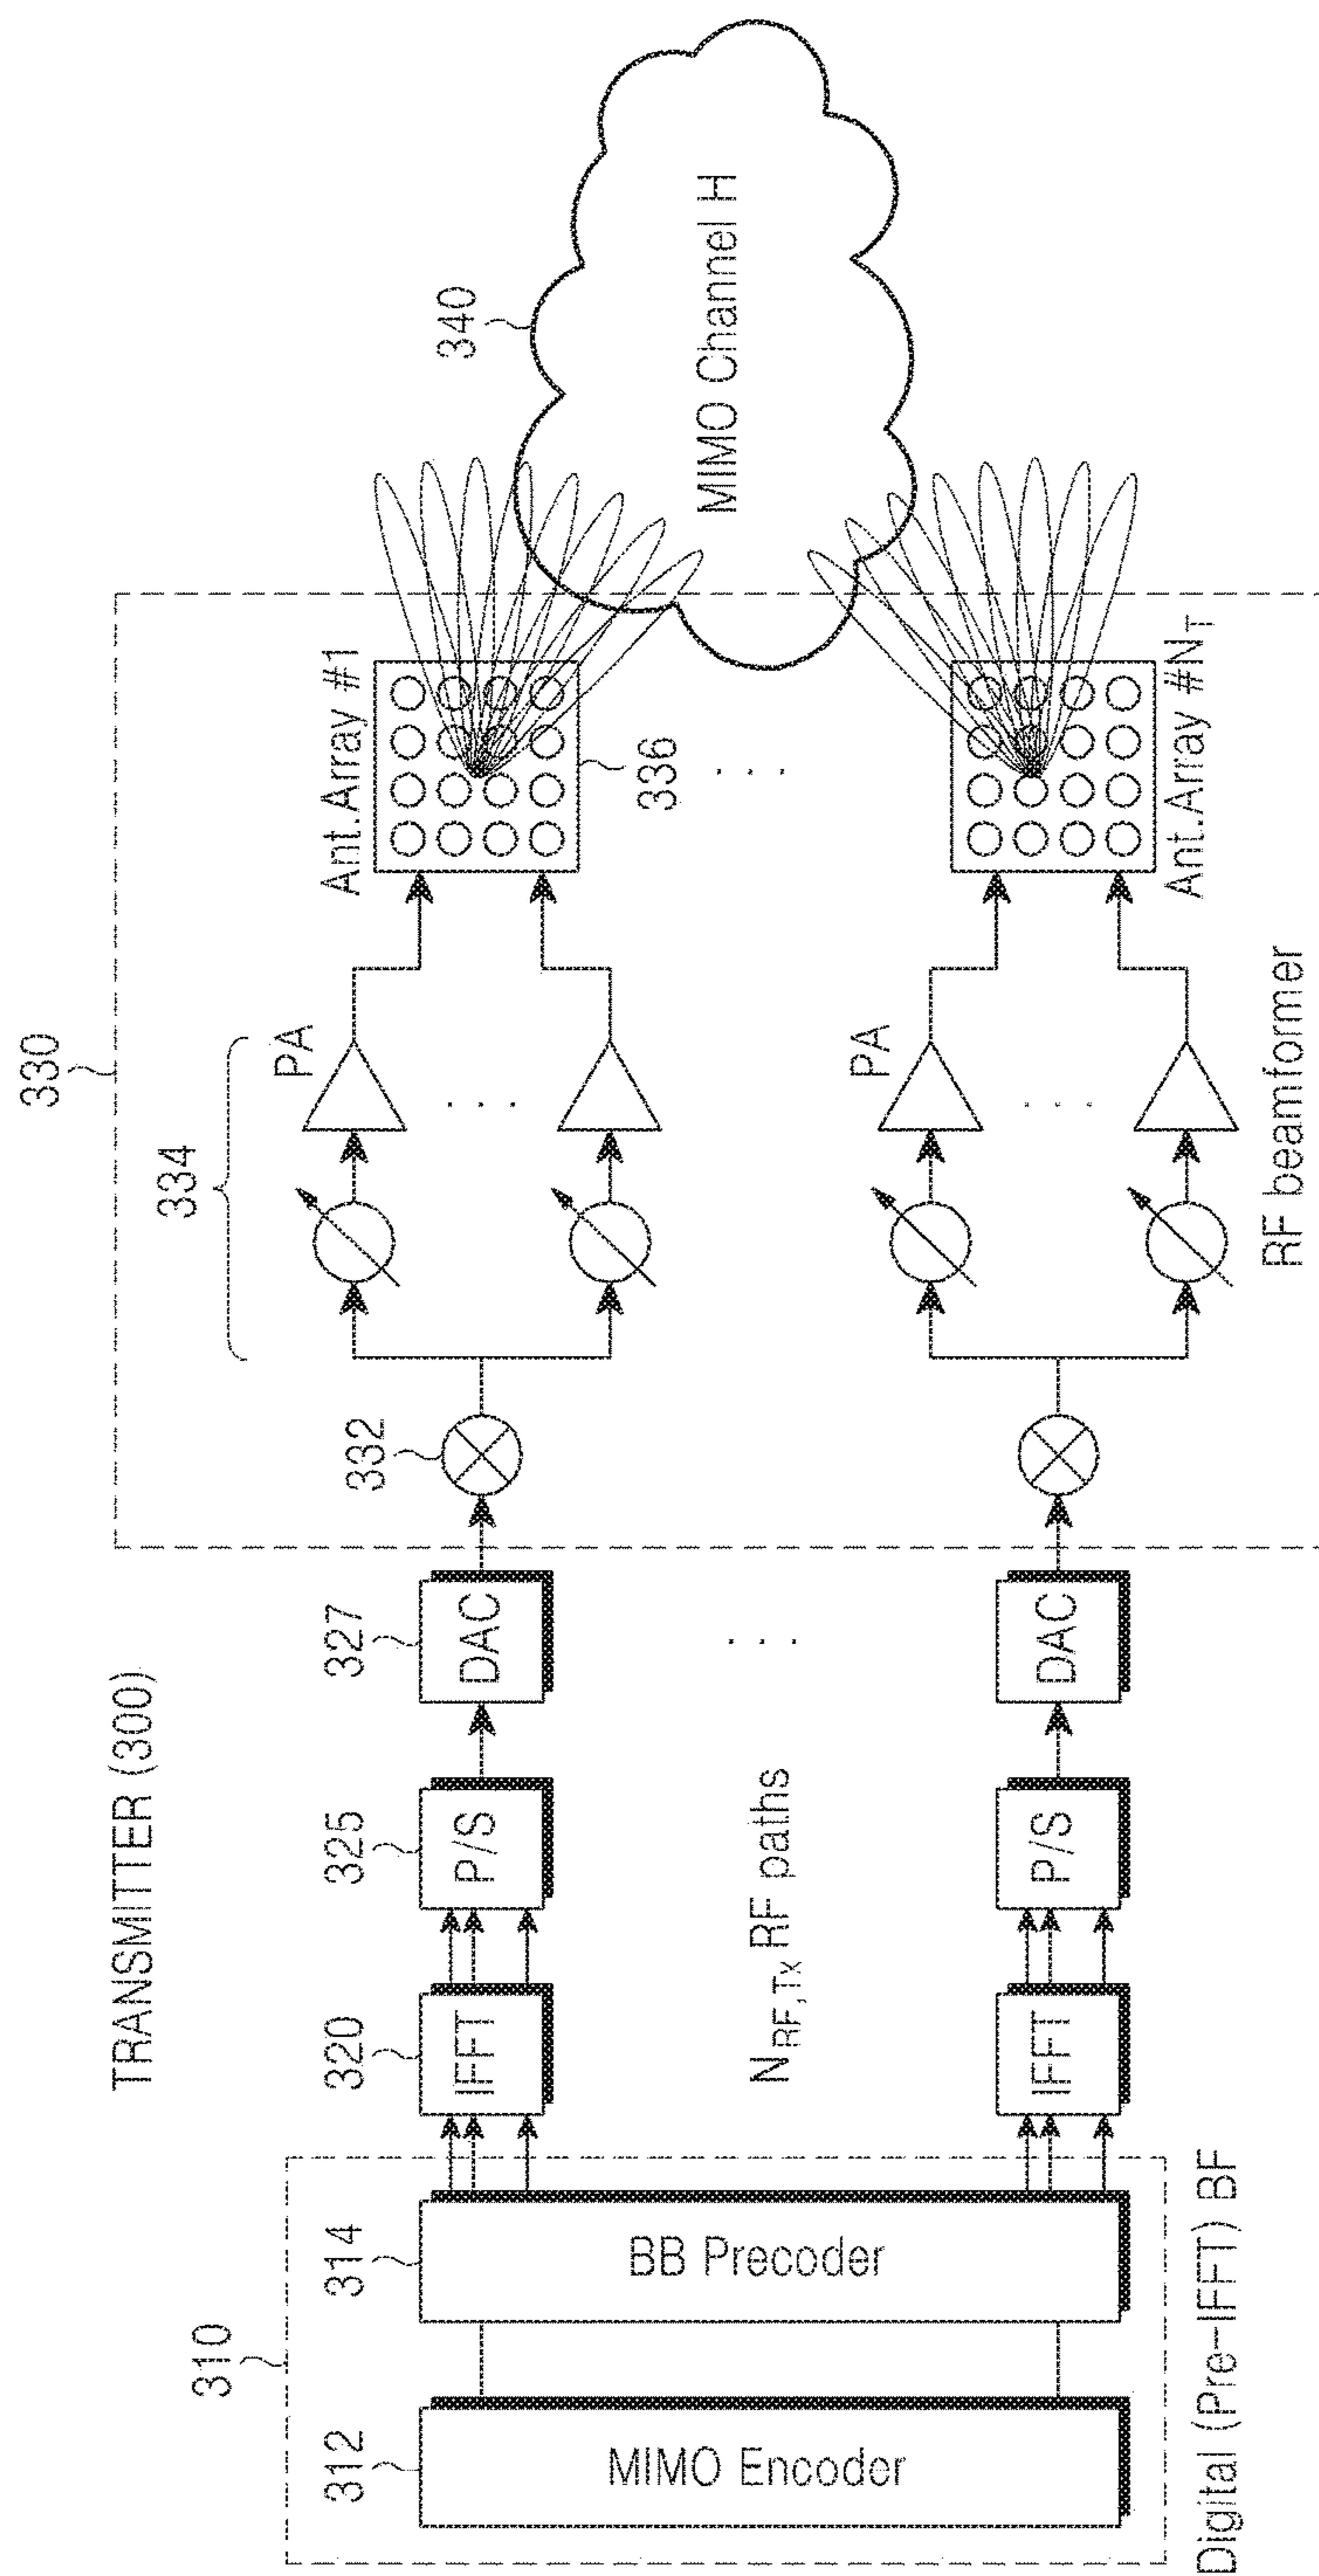 TRANSMITTER (300)
310
312
MIMO Encoder
314
BB Precoder
Digital (Pre-IFFT) BF
320
IFFT
IFFT
325
P/S
P/S
N_RF,Tx RF paths
327
DAC
DAC
. . .
330
332
334
PA
. . .
PA
. . .
Ant.Array #1
336
. . .
Ant.Array #N_T
RF beamformer
340
MIMO Channel H